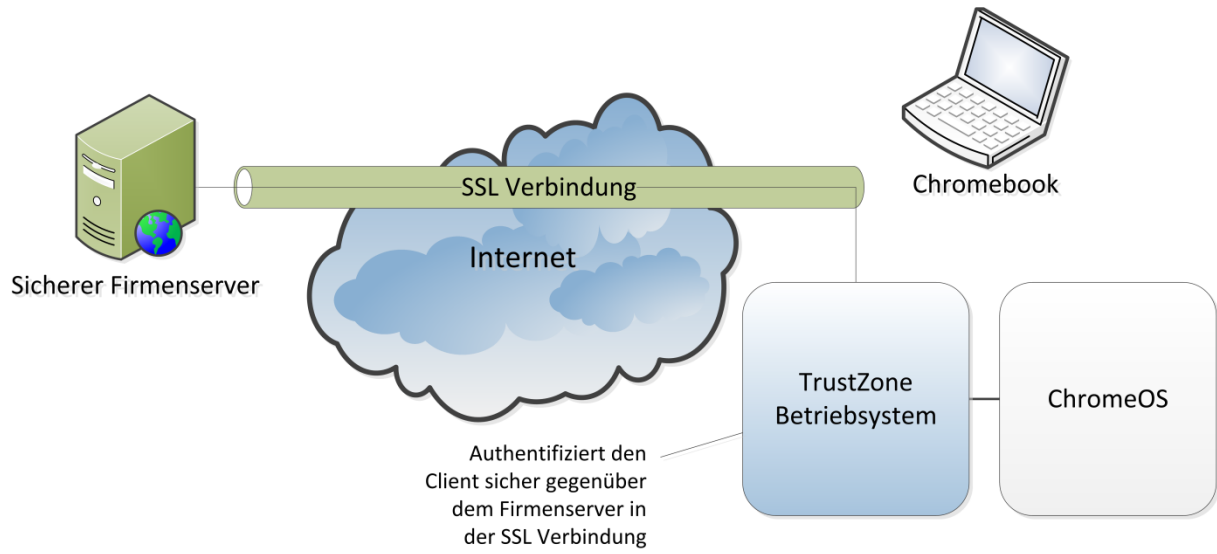 SSL Verbindung
Chromebook
Internet
Sicherer Firmenserver
TrustZone
Betriebsystem
ChromeOS
Authentifiziert den
Client sicher gegenüber
dem Firmenserver in
der SSL Verbindung